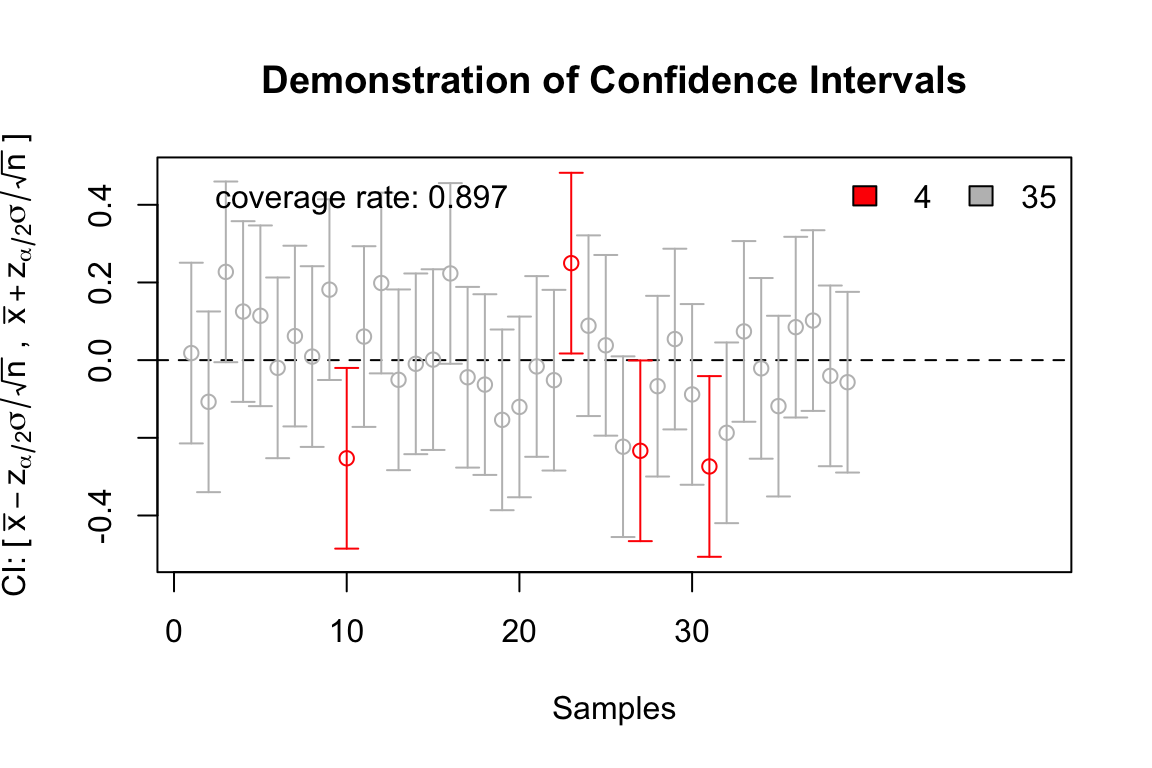 Demonstration of Confidence Intervals
CI: [ x̅ − zα/2σ/√n , x̅ + zα/2σ/√n ]
coverage rate: 0.897
4
35
0.4
0.2
0.0
-0.4
0
10
20
30
Samples